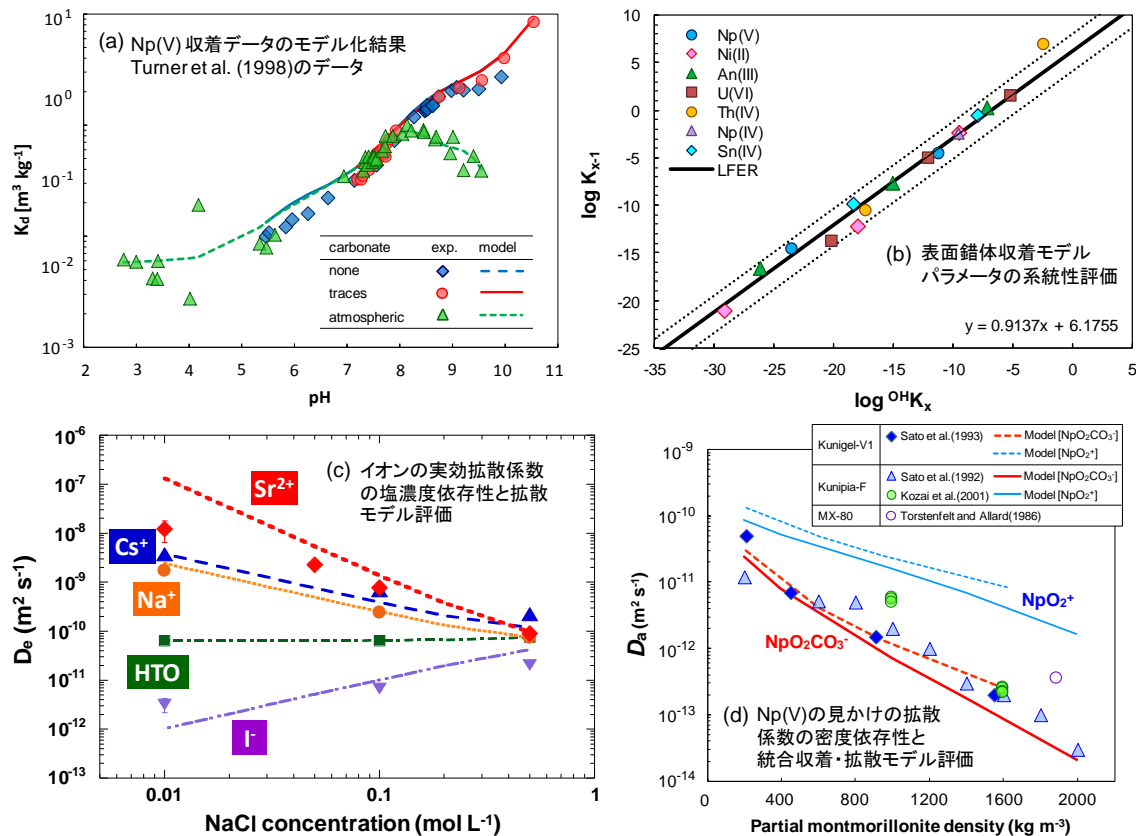 (a) Np(V) 収着データのモデル化結果
Turner et al. (1998)のデータ
K_d [m³ kg⁻¹]
10¹
10⁰
10⁻¹
10⁻²
10⁻³
carbonate exp. model
none
traces
atmospheric
2 3 4 5 6 7 8 9 10 11
pH
log K_x-1
10
5
0
-5
-10
-15
-20
-25
Np(V)
Ni(II)
An(III)
U(VI)
Th(IV)
Np(IV)
Sn(IV)
LFER
(b) 表面錯体収着モデル
パラメータの系統性評価
y = 0.9137x + 6.1755
-35 -30 -25 -20 -15 -10 -5 0 5
log ᴼᴴK_x
D_e (m² s⁻¹)
10⁻⁶
10⁻⁷
10⁻⁸
10⁻⁹
10⁻¹⁰
10⁻¹¹
10⁻¹²
10⁻¹³
(c) イオンの実効拡散係数
の塩濃度依存性と拡散
モデル評価
Sr²⁺
Cs⁺
Na⁺
HTO
I⁻
0.01 0.1 1
NaCl concentration (mol L⁻¹)
D_a (m² s⁻¹)
10⁻⁹
10⁻¹⁰
10⁻¹¹
10⁻¹²
10⁻¹³
10⁻¹⁴
Kunigel-V1 Sato et al.(1993) Model [NpO₂CO₃⁻]
Model [NpO₂⁺]
Kunipia-F Sato et al.(1992) Model [NpO₂CO₃⁻]
Kozai et al.(2001) Model [NpO₂⁺]
MX-80 Torstenfelt and Allard(1986)
NpO₂⁺
NpO₂CO₃⁻
(d) Np(V)の見かけの拡散
係数の密度依存性と
統合収着・拡散モデル評価
0 400 800 1200 1600 2000
Partial montmorillonite density (kg m⁻³)